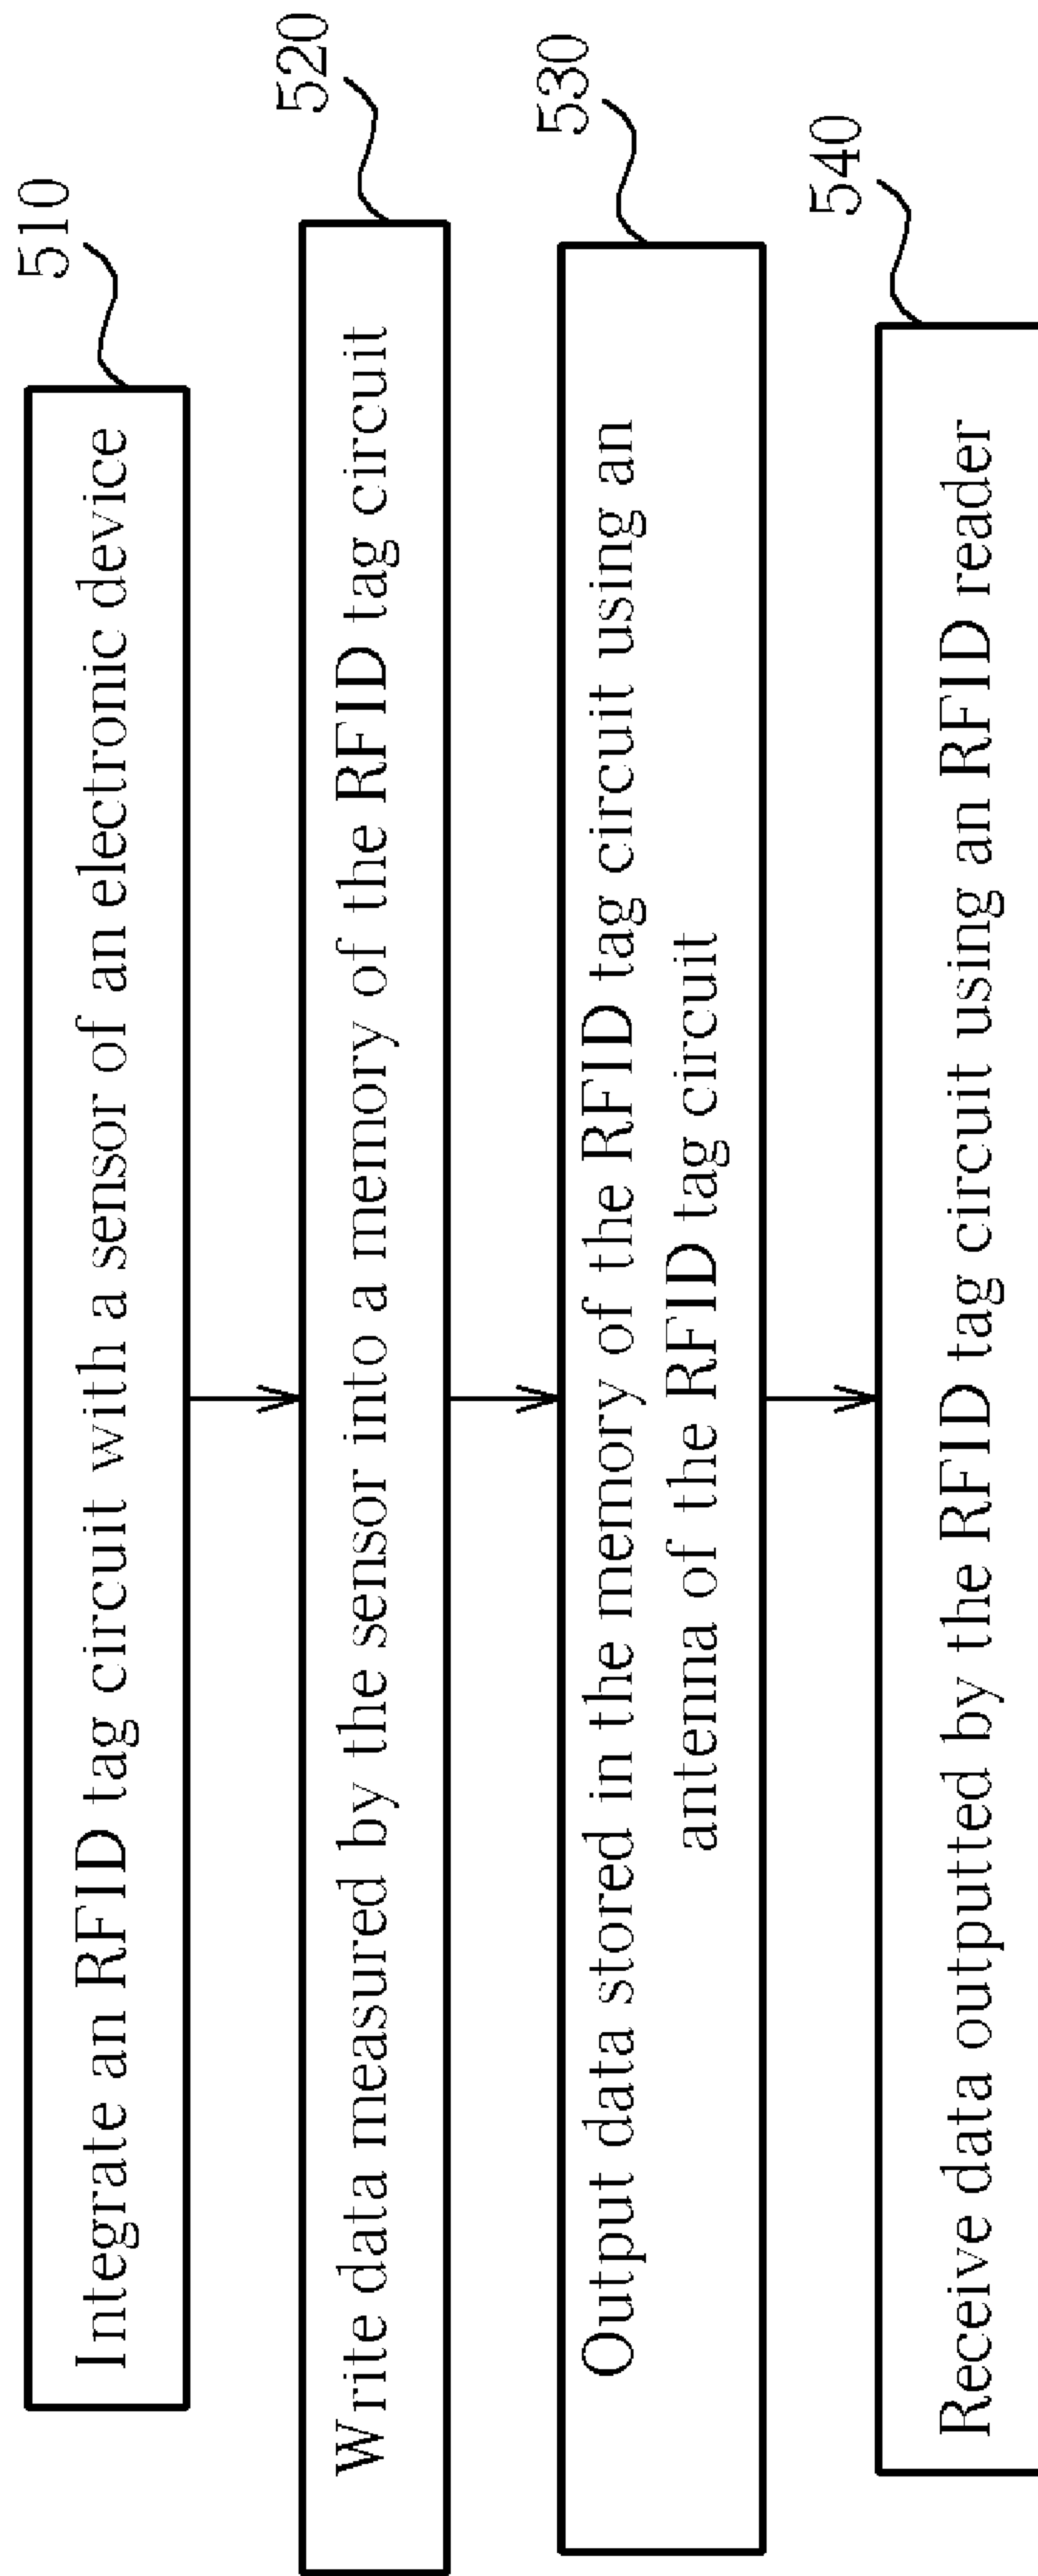 510
Integrate an RFID tag circuit with a sensor of an electronic device
520
Write data measured by the sensor into a memory of the RFID tag circuit
530
Output data stored in the memory of the RFID tag circuit using an
antenna of the RFID tag circuit
540
Receive data outputted by the RFID tag circuit using an RFID reader